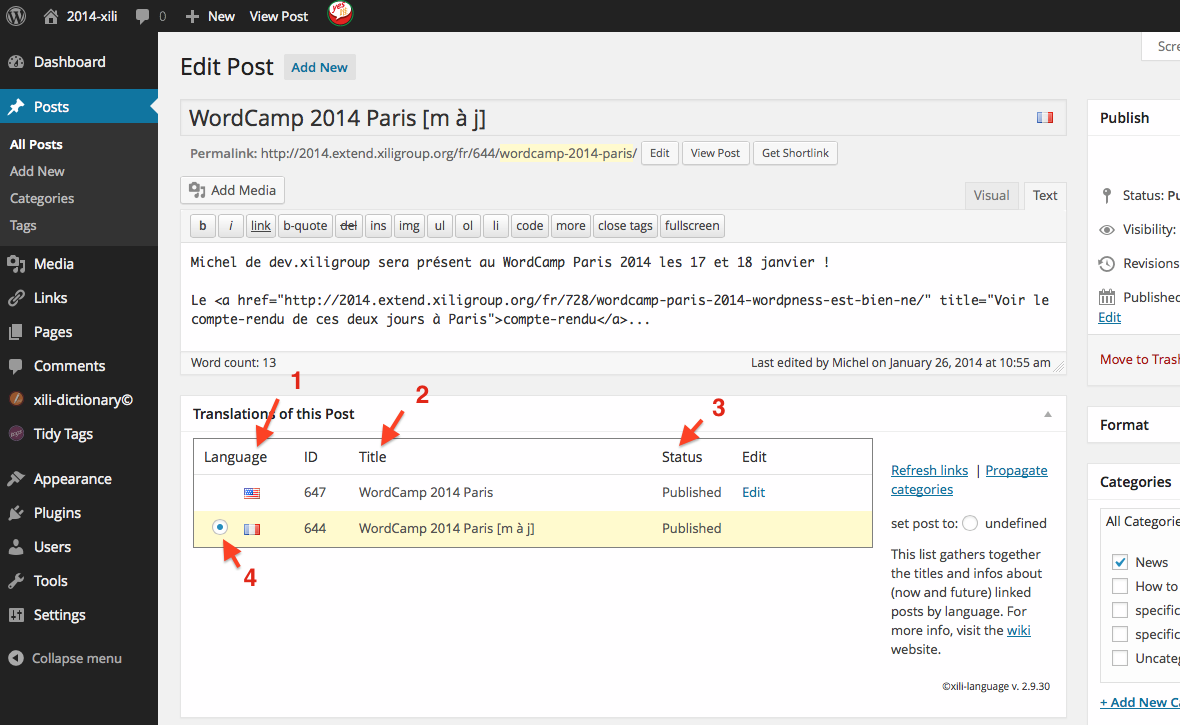 2014-xili 0 New View Post yes
Scre
Dashboard
Posts
All Posts
Add New
Categories
Tags
Media
Links
Pages
Comments
xili-dictionary©
Tidy Tags
Appearance
Plugins
Users
Tools
Settings
Collapse menu
Edit Post Add New
WordCamp 2014 Paris [m à j]
Permalink: http://2014.extend.xiligroup.org/fr/644/wordcamp-2014-paris/ Edit View Post Get Shortlink
Add Media
Visual Text
b i link b-quote del ins img ul ol li code more close tags fullscreen
Michel de dev.xiligroup sera présent au WordCamp Paris 2014 les 17 et 18 janvier !
Le <a href="http://2014.extend.xiligroup.org/fr/728/wordcamp-paris-2014-wordpness-est-bien-ne/" title="Voir le
compte-rendu de ces deux jours à Paris">compte-rendu</a>...
Word count: 13 Last edited by Michel on January 26, 2014 at 10:55 am
1
2
3
Translations of this Post
Language ID Title Status Edit
647 WordCamp 2014 Paris Published Edit
644 WordCamp 2014 Paris [m à j] Published
4
Refresh links | Propagate
categories
set post to: undefined
This list gathers together
the titles and infos about
(now and future) linked
posts by language. For
more info, visit the wiki
website.
©xili-language v. 2.9.30
Publish
Status: Pu
Visibility:
Revisions
Published
Edit
Move to Trash
Format
Categories
All Categorie
News
How to
specific
specific
Uncateg
+ Add New Ca